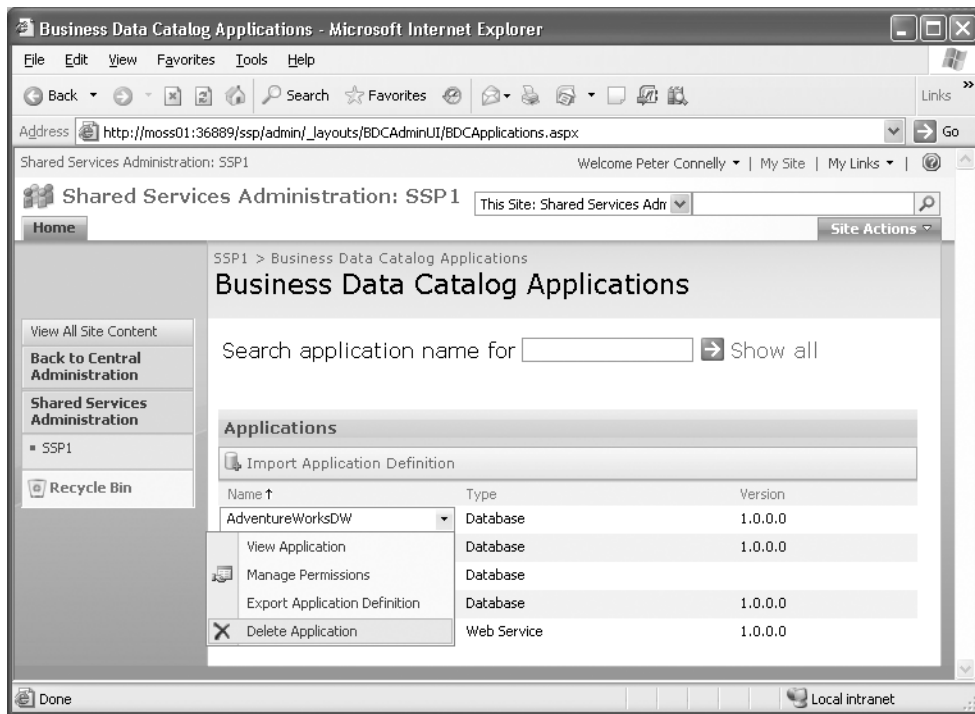 Business Data Catalog Applications - Microsoft Internet Explorer
File Edit View Favorites Tools Help
Back Search Favorites Links »
Address http://moss01:36889/ssp/admin/_layouts/BDCAdminUI/BDCApplications.aspx Go
Shared Services Administration: SSP1 Welcome Peter Connelly | My Site | My Links |
Shared Services Administration: SSP1 This Site: Shared Services Adm
Home Site Actions
SSP1 > Business Data Catalog Applications
Business Data Catalog Applications
View All Site Content
Back to Central Administration
Shared Services Administration
SSP1
Recycle Bin
Search application name for Show all
Applications
Import Application Definition
Name Type Version
AdventureWorksDW Database 1.0.0.0
View Application Database 1.0.0.0
Manage Permissions Database
Export Application Definition Database 1.0.0.0
Delete Application Web Service 1.0.0.0
Done Local intranet